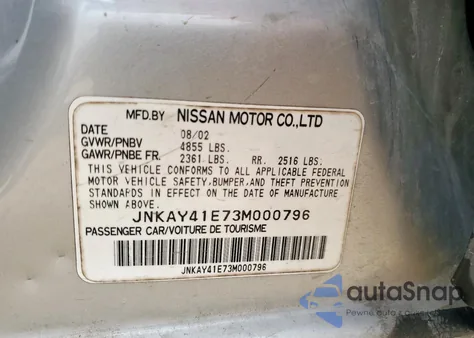 MFD.BY NISSAN MOTOR CO.,LTD
DATE 08/02
GVWR/PNBV 4855 LBS.
GAWR/PNBE FR. 2361 LBS. RR. 2516 LBS.
THIS VEHICLE CONFORMS TO ALL APPLICABLE FEDERAL
MOTOR VEHICLE SAFETY,BUMPER,AND THEFT PREVENTION
STANDARDS IN EFFECT ON THE DATE OF MANUFACTURE
SHOWN ABOVE.
JNKAY41E73M000796
PASSENGER CAR/VOITURE DE TOURISME
JNKAY41E73M000796
autoSnap
Pewne auto z